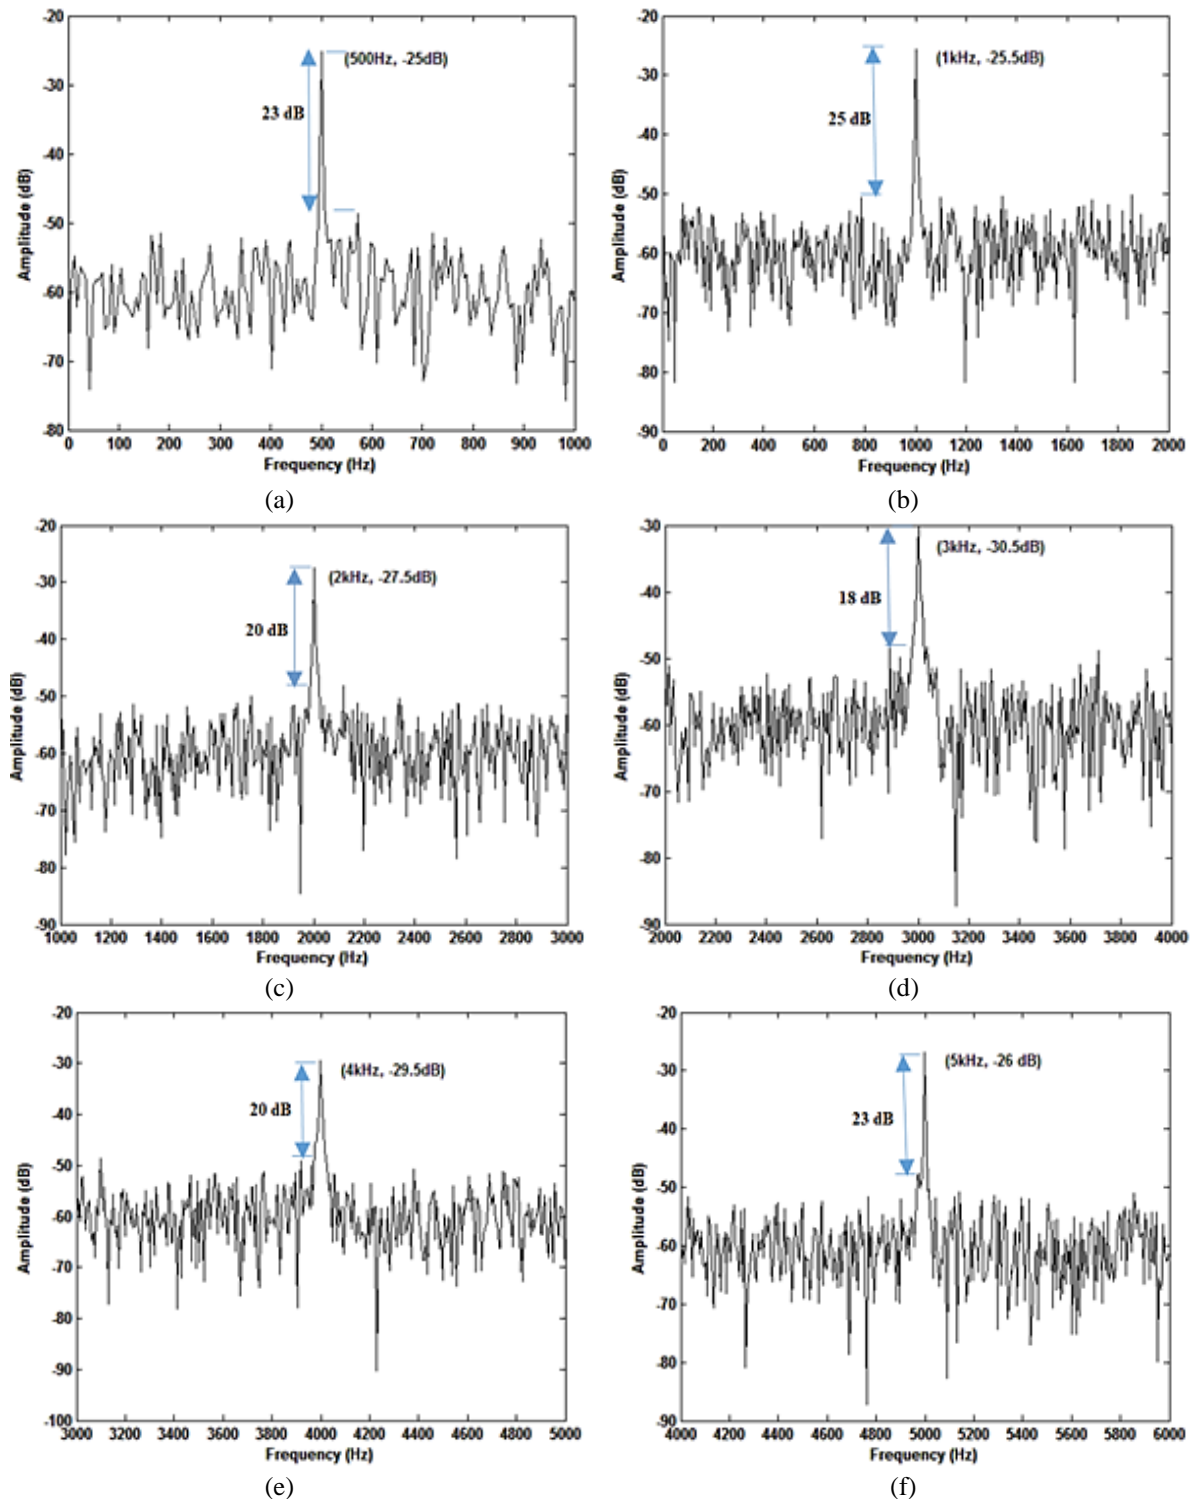 -20
-30
-40
-50
-60
-70
-80
Amplitude (dB)
(500Hz, -25dB)
23 dB
0 100 200 300 400 500 600 700 800 900 1000
Frequency (Hz)
(a)
-20
-30
-40
-50
-60
-70
-80
-90
Amplitude (dB)
(1kHz, -25.5dB)
25 dB
0 200 400 600 800 1000 1200 1400 1600 1800 2000
Frequency (Hz)
(b)
-20
-30
-40
-50
-60
-70
-80
-90
Amplitude (dB)
(2kHz, -27.5dB)
20 dB
1000 1200 1400 1600 1800 2000 2200 2400 2600 2800 3000
Frequency (Hz)
(c)
-30
-40
-50
-60
-70
-80
-90
Amplitude (dB)
(3kHz, -30.5dB)
18 dB
2000 2200 2400 2600 2800 3000 3200 3400 3600 3800 4000
Frequency (Hz)
(d)
-20
-30
-40
-50
-60
-70
-80
-90
-100
Amplitude (dB)
(4kHz, -29.5dB)
20 dB
3000 3200 3400 3600 3800 4000 4200 4400 4600 4800 5000
Frequency (Hz)
(e)
-20
-30
-40
-50
-60
-70
-80
-90
Amplitude (dB)
(5kHz, -26 dB)
23 dB
4000 4200 4400 4600 4800 5000 5200 5400 5600 5800 6000
Frequency (Hz)
(f)